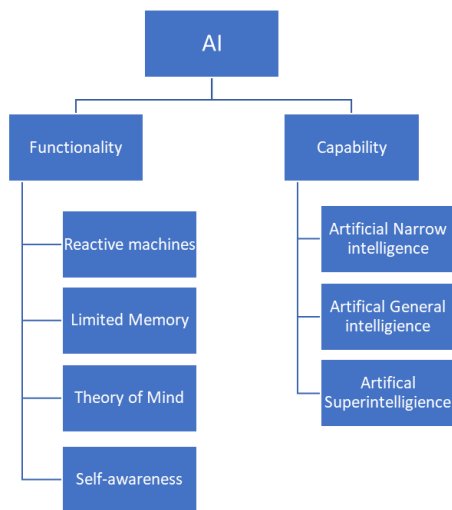 AI
Functionality
Capability
Reactive machines
Limited Memory
Theory of Mind
Self-awareness
Artificial Narrow
intelligence
Artifical General
intelligience
Artifical
Superintelligience